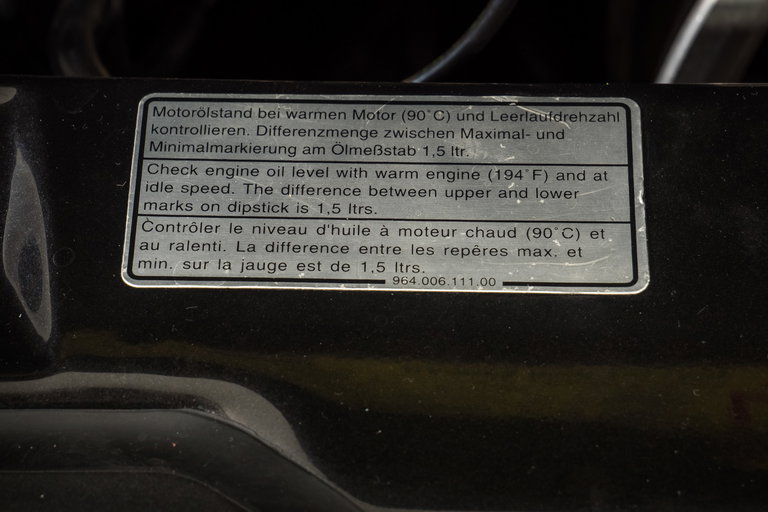 Motorölstand bei warmen Motor (90°C) und Leerlaufdrehzahl
kontrollieren. Differenzmenge zwischen Maximal- und
Minimalmarkierung am Ölmeßstab 1,5 ltr.
Check engine oil level with warm engine (194°F) and at
idle speed. The difference between upper and lower
marks on dipstick is 1,5 ltrs.
Contrôler le niveau d'huile à moteur chaud (90°C) et
au ralenti. La difference entre les repêres max. et
min. sur la jauge est de 1,5 ltrs.
964.006.111.00